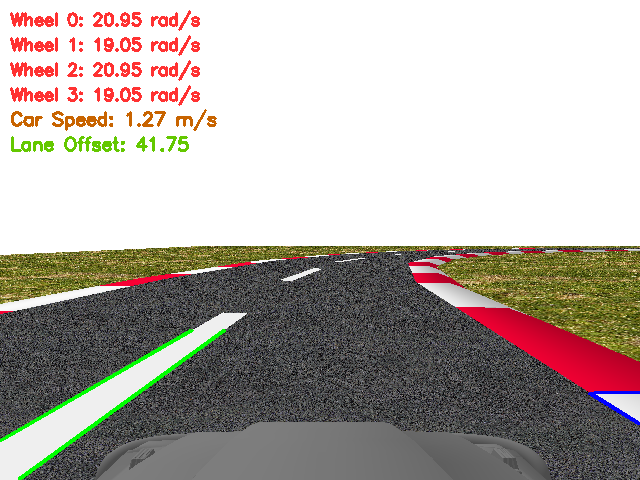 Wheel 0: 20.95 rad/s
Wheel 1: 19.05 rad/s
Wheel 2: 20.95 rad/s
Wheel 3: 19.05 rad/s
Car Speed: 1.27 m/s
Lane Offset: 41.75